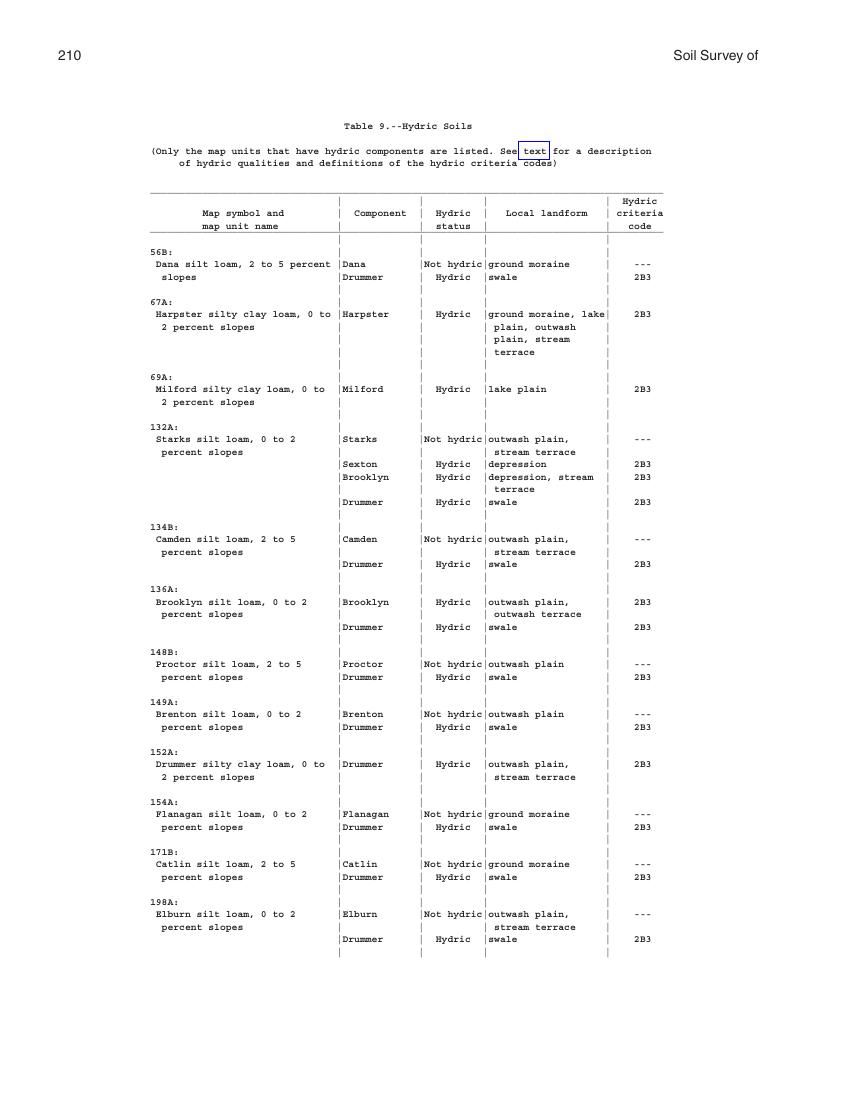 210
Soil Survey of
Table 9.--Hydric Soils
(Only the map units that have hydric components are listed. See text for a description
of hydric qualities and definitions of the hydric criteria codes)
Hydric
Map symbol and | Component | Hydric | Local landform | criteria
map unit name | | status | | code
56B:
Dana silt loam, 2 to 5 percent |Dana |Not hydric|ground moraine | ---
slopes |Drummer | Hydric |swale | 2B3
67A:
Harpster silty clay loam, 0 to |Harpster | Hydric |ground moraine, lake| 2B3
2 percent slopes | | | plain, outwash |
plain, stream
terrace
69A:
Milford silty clay loam, 0 to |Milford | Hydric |lake plain | 2B3
2 percent slopes
132A:
Starks silt loam, 0 to 2 |Starks |Not hydric|outwash plain, | ---
percent slopes | | | stream terrace |
|Sexton | Hydric |depression | 2B3
|Brooklyn | Hydric |depression, stream | 2B3
terrace
|Drummer | Hydric |swale | 2B3
134B:
Camden silt loam, 2 to 5 |Camden |Not hydric|outwash plain, | ---
percent slopes | | | stream terrace |
|Drummer | Hydric |swale | 2B3
136A:
Brooklyn silt loam, 0 to 2 |Brooklyn | Hydric |outwash plain, | 2B3
percent slopes | | | outwash terrace |
|Drummer | Hydric |swale | 2B3
148B:
Proctor silt loam, 2 to 5 |Proctor |Not hydric|outwash plain | ---
percent slopes |Drummer | Hydric |swale | 2B3
149A:
Brenton silt loam, 0 to 2 |Brenton |Not hydric|outwash plain | ---
percent slopes |Drummer | Hydric |swale | 2B3
152A:
Drummer silty clay loam, 0 to |Drummer | Hydric |outwash plain, | 2B3
2 percent slopes | | | stream terrace |
154A:
Flanagan silt loam, 0 to 2 |Flanagan |Not hydric|ground moraine | ---
percent slopes |Drummer | Hydric |swale | 2B3
171B:
Catlin silt loam, 2 to 5 |Catlin |Not hydric|ground moraine | ---
percent slopes |Drummer | Hydric |swale | 2B3
198A:
Elburn silt loam, 0 to 2 |Elburn |Not hydric|outwash plain, | ---
percent slopes | | | stream terrace |
|Drummer | Hydric |swale | 2B3